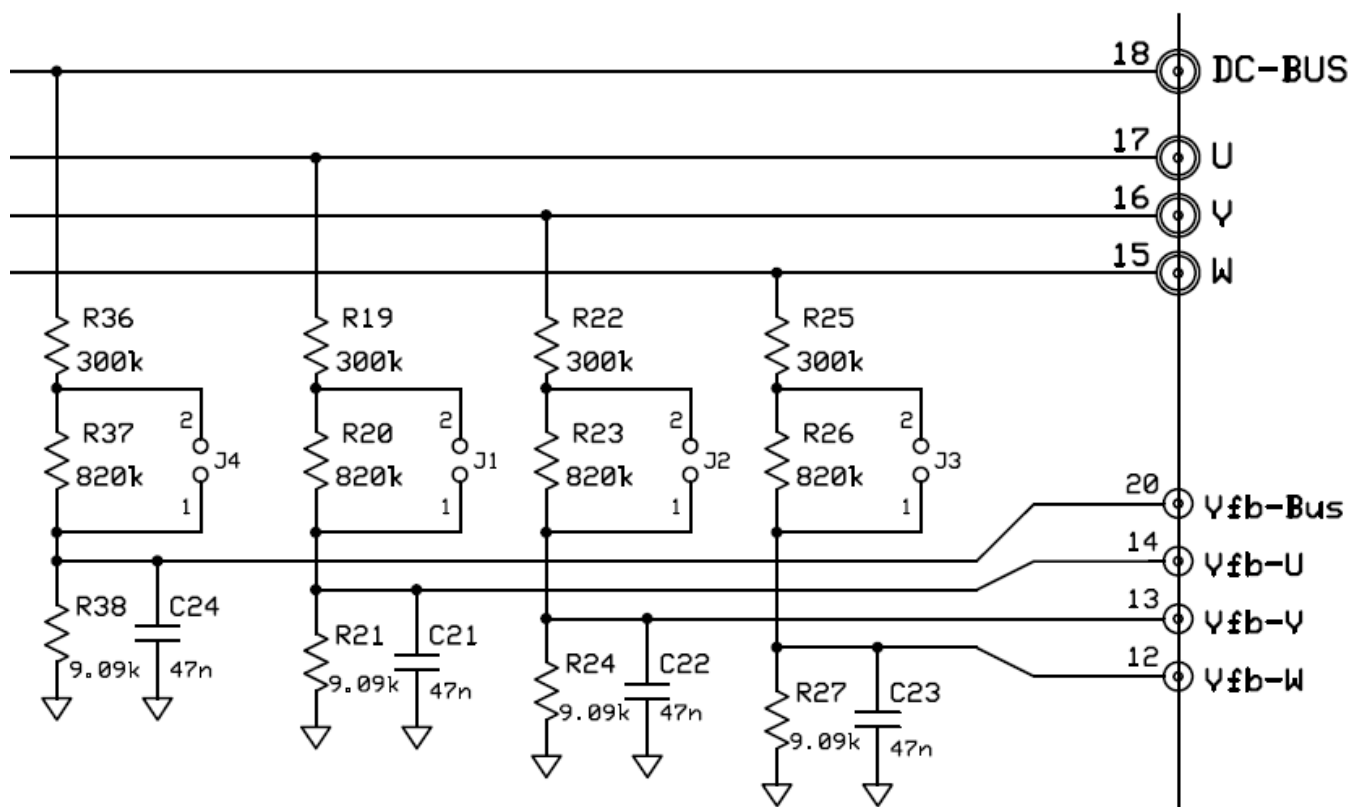 18 DC-BUS
17 U
16 V
15 W
R36 R19 R22 R25
300k 300k 300k 300k
2 2 2 2
R37 R20 R23 R26
J4 J1 J2 J3
820k 820k 820k 820k
1 1 1 1
20 Vfb-Bus
14 Vfb-U
13 Vfb-V
12 Vfb-W
R38 C24 R21 C21 R24 C22 R27 C23
9.09k 47n 9.09k 47n 9.09k 47n 9.09k 47n